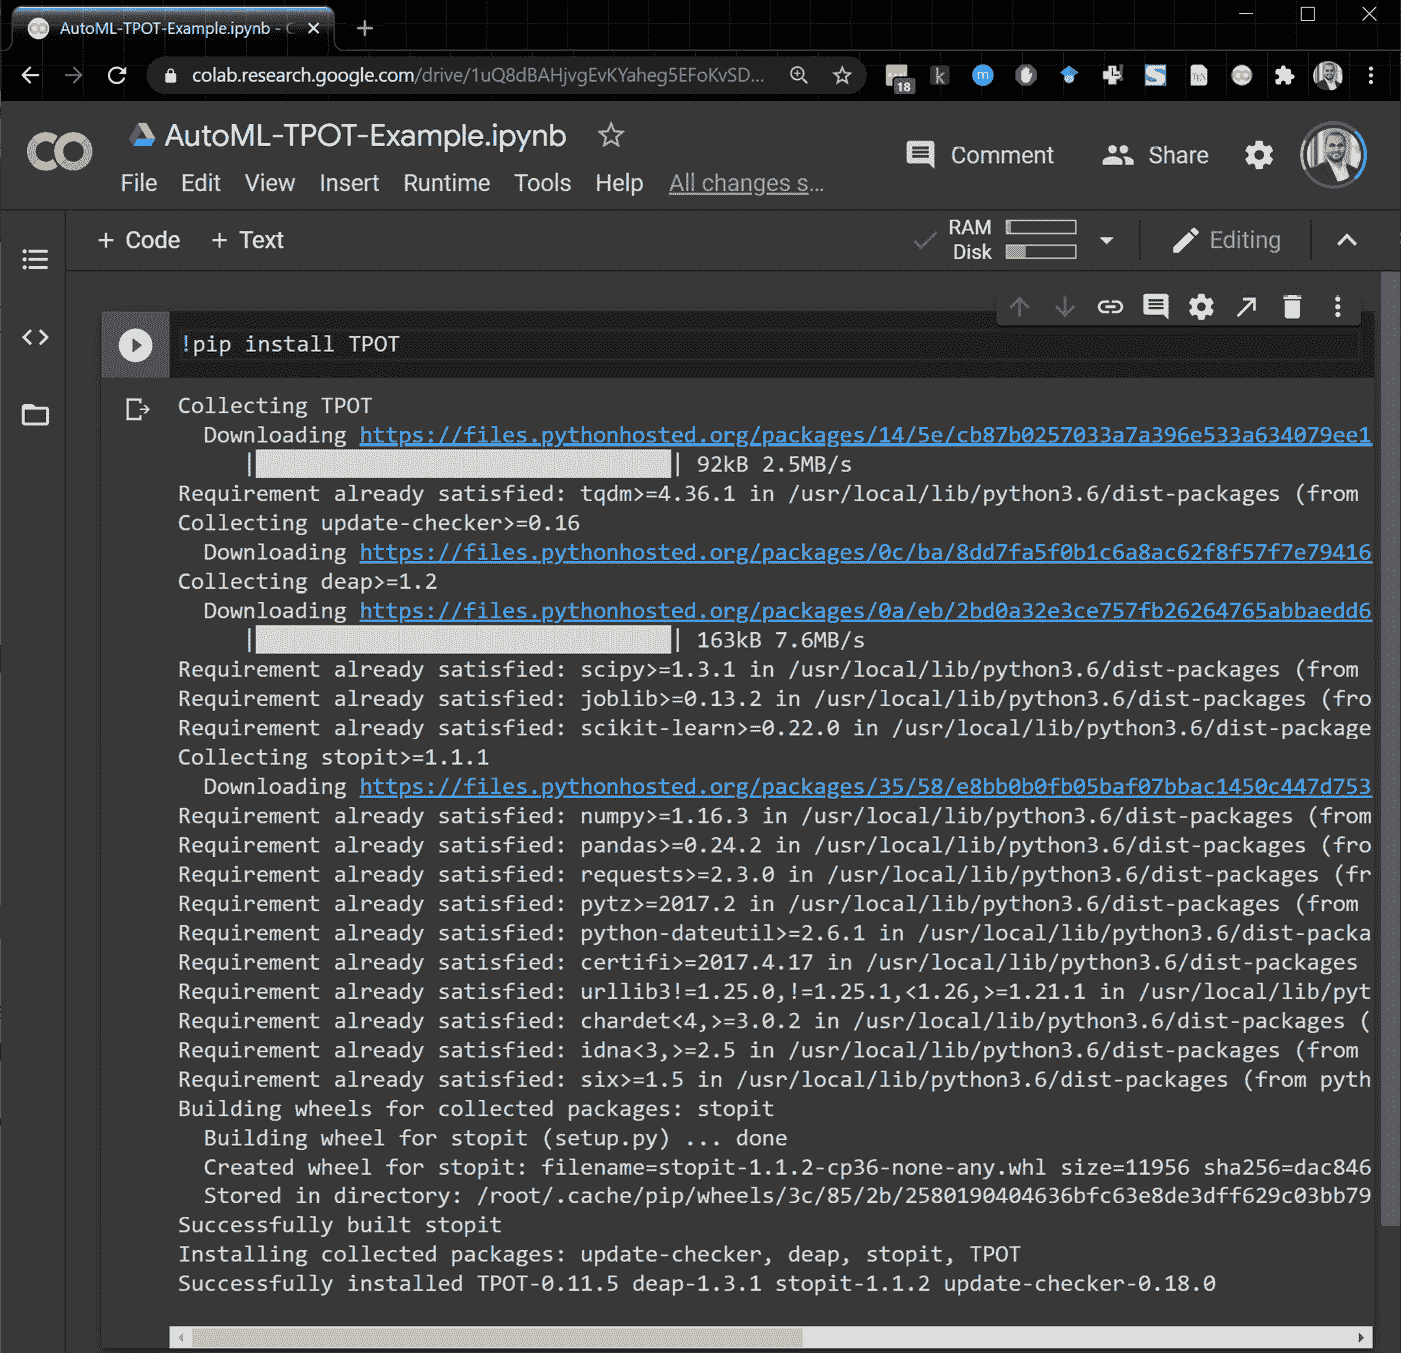 AutoML-TPOT-Example.ipynb - C
colab.research.google.com/drive/1uQ8dBAHjvgEvKYaheg5EFoKvSD...
18
k
m
AutoML-TPOT-Example.ipynb
Comment
Share
File Edit View Insert Runtime Tools Help All changes s...
+ Code + Text
RAM
Disk
Editing
!pip install TPOT
Collecting TPOT
Downloading https://files.pythonhosted.org/packages/14/5e/cb87b0257033a7a396e533a634079ee1
| | 92kB 2.5MB/s
Requirement already satisfied: tqdm>=4.36.1 in /usr/local/lib/python3.6/dist-packages (from
Collecting update-checker>=0.16
Downloading https://files.pythonhosted.org/packages/0c/ba/8dd7fa5f0b1c6a8ac62f8f57f7e79416
Collecting deap>=1.2
Downloading https://files.pythonhosted.org/packages/0a/eb/2bd0a32e3ce757fb26264765abbaedd6
| | 163kB 7.6MB/s
Requirement already satisfied: scipy>=1.3.1 in /usr/local/lib/python3.6/dist-packages (from
Requirement already satisfied: joblib>=0.13.2 in /usr/local/lib/python3.6/dist-packages (fro
Requirement already satisfied: scikit-learn>=0.22.0 in /usr/local/lib/python3.6/dist-package
Collecting stopit>=1.1.1
Downloading https://files.pythonhosted.org/packages/35/58/e8bb0b0fb05baf07bbac1450c447d753
Requirement already satisfied: numpy>=1.16.3 in /usr/local/lib/python3.6/dist-packages (from
Requirement already satisfied: pandas>=0.24.2 in /usr/local/lib/python3.6/dist-packages (fro
Requirement already satisfied: requests>=2.3.0 in /usr/local/lib/python3.6/dist-packages (fr
Requirement already satisfied: pytz>=2017.2 in /usr/local/lib/python3.6/dist-packages (from
Requirement already satisfied: python-dateutil>=2.6.1 in /usr/local/lib/python3.6/dist-packa
Requirement already satisfied: certifi>=2017.4.17 in /usr/local/lib/python3.6/dist-packages
Requirement already satisfied: urllib3!=1.25.0,!=1.25.1,<1.26,>=1.21.1 in /usr/local/lib/pyt
Requirement already satisfied: chardet<4,>=3.0.2 in /usr/local/lib/python3.6/dist-packages (
Requirement already satisfied: idna<3,>=2.5 in /usr/local/lib/python3.6/dist-packages (from
Requirement already satisfied: six>=1.5 in /usr/local/lib/python3.6/dist-packages (from pyth
Building wheels for collected packages: stopit
Building wheel for stopit (setup.py) ... done
Created wheel for stopit: filename=stopit-1.1.2-cp36-none-any.whl size=11956 sha256=dac846
Stored in directory: /root/.cache/pip/wheels/3c/85/2b/2580190404636bfc63e8de3dff629c03bb79
Successfully built stopit
Installing collected packages: update-checker, deap, stopit, TPOT
Successfully installed TPOT-0.11.5 deap-1.3.1 stopit-1.1.2 update-checker-0.18.0